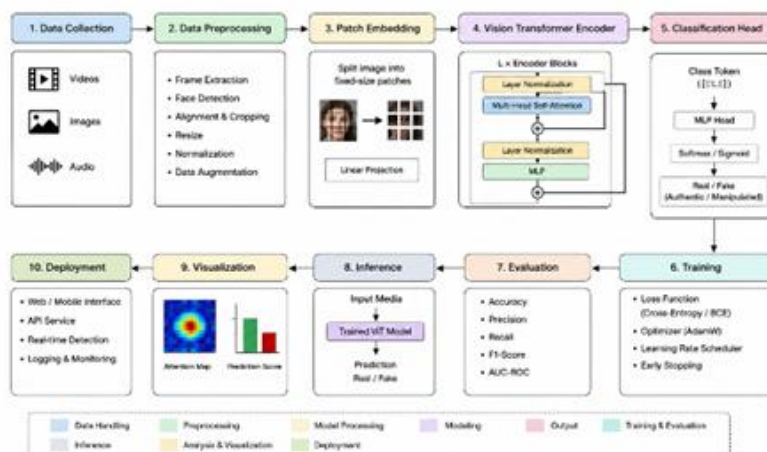 1. Data Collection
2. Data Preprocessing
3. Patch Embedding
4. Vision Transformer Encoder
5. Classification Head
Videos
Images
Audio
• Frame Extraction
• Face Detection
• Alignment & Cropping
• Resize
• Normalization
• Data Augmentation
Split image into
fixed-size patches
Linear Projection
L × Encoder Blocks
Layer Normalization
Multi-Head Self-Attention
Layer Normalization
MLP
Class Token
MLP Head
Softmax / Sigmoid
Real / Fake
(Authentic / Manipulated)
10. Deployment
9. Visualization
8. Inference
7. Evaluation
6. Training
• Web / Mobile Interface
• API Service
• Real-time Detection
• Logging & Monitoring
Attention Map
Prediction Score
Input Media
Trained ViT Model
Prediction
Real / Fake
• Accuracy
• Precision
• Recall
• F1-Score
• AUC-ROC
• Loss Function
(Cross-Entropy / BCE)
• Optimizer (AdamW)
• Learning Rate Scheduler
• Early Stopping
Data Handling
Preprocessing
Model Processing
Modeling
Output
Training & Evaluation
Inference
Analysis & Visualization
Deployment